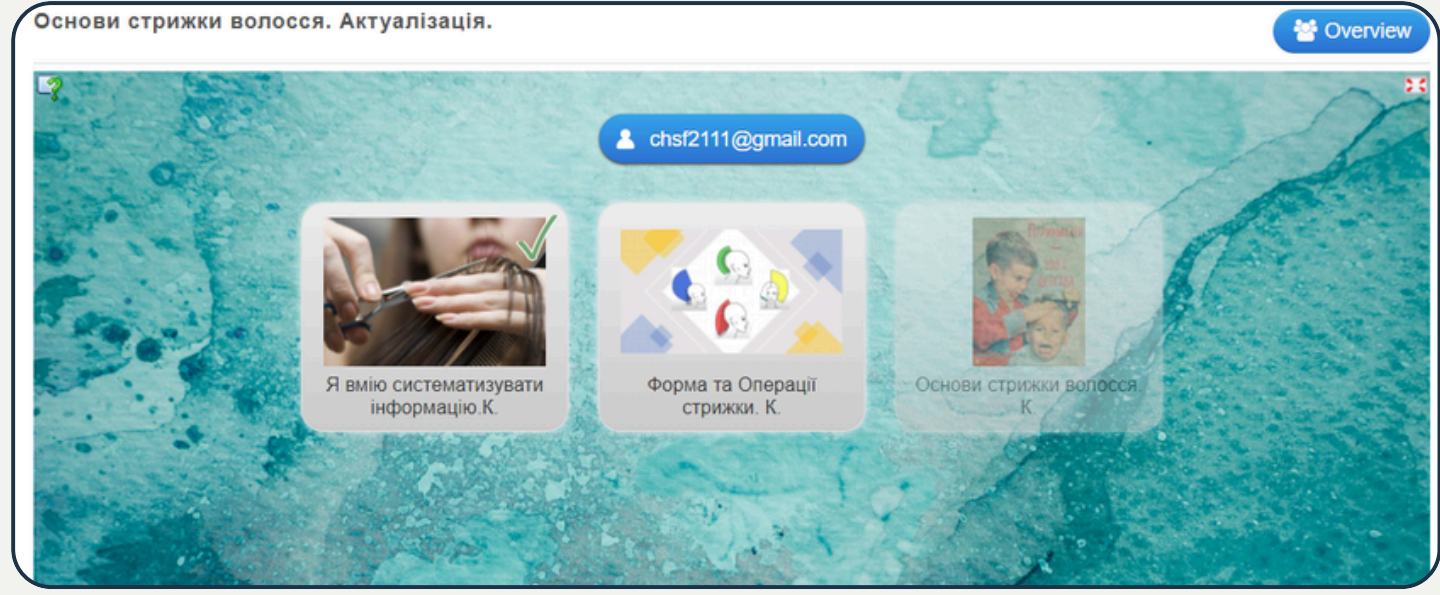 Основи стрижки волосся. Актуалізація.
Overview
chsf2111@gmail.com
Я вмію систематизувати
інформацію.К.
Форма та Операції
стрижки. К.
Основи стрижки волосся.
К